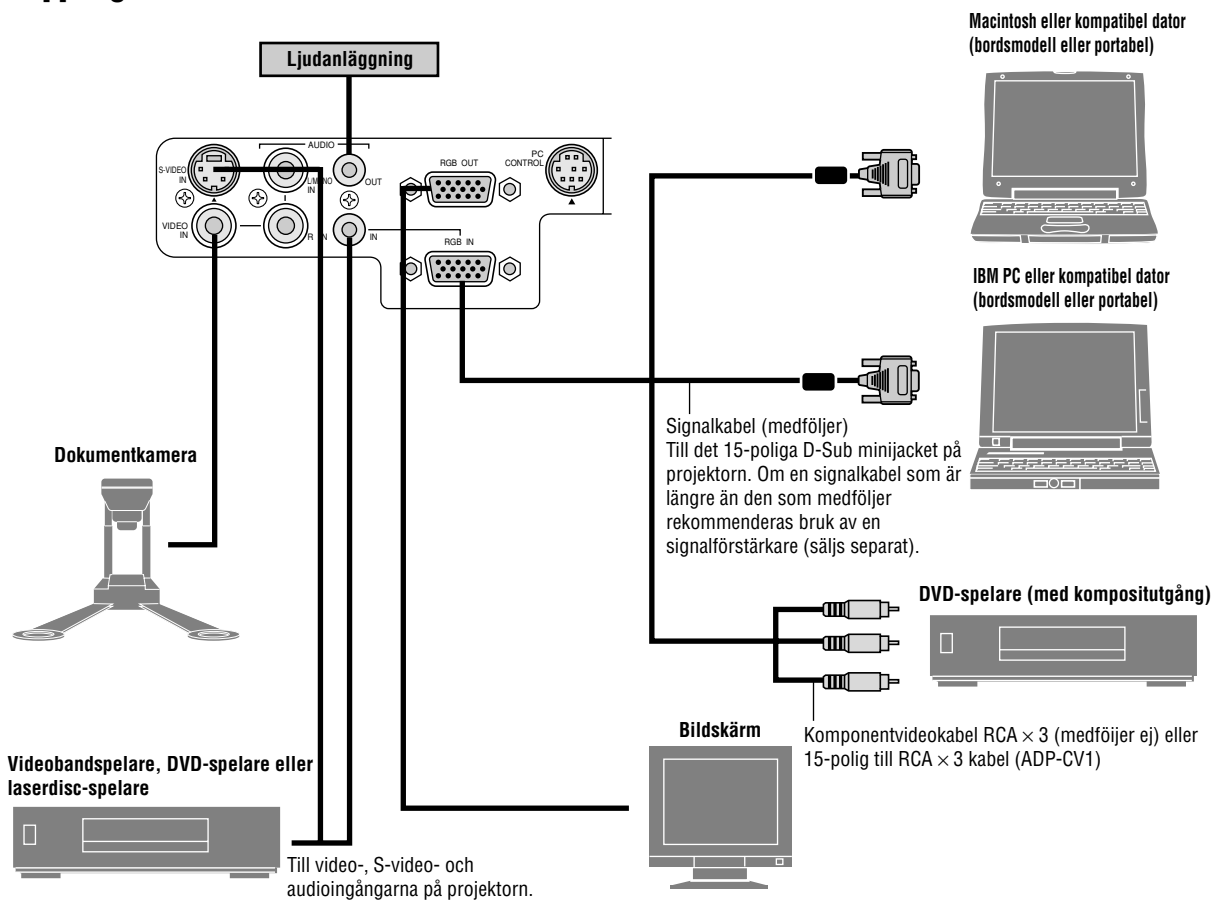 Macintosh eller kompatibel dator
(bordsmodell eller portabel)
Ljudanläggning
AUDIO
S-VIDEO
IN
L/MONO
IN
OUT
RGB OUT
PC
CONTROL
VIDEO
IN
R IN
IN
RGB IN
IBM PC eller kompatibel dator
(bordsmodell eller portabel)
Signalkabel (medföljer)
Till det 15-poliga D-Sub minijacket på
projektorn. Om en signalkabel som är
längre än den som medföljer
rekommenderas bruk av en
signalförstärkare (säljs separat).
Dokumentkamera
DVD-spelare (med kompositutgång)
Komponentvideokabel RCA × 3 (medföijer ej) eller
15-polig till RCA × 3 kabel (ADP-CV1)
Bildskärm
Videobandspelare, DVD-spelare eller
laserdisc-spelare
Till video-, S-video- och
audioingångarna på projektorn.